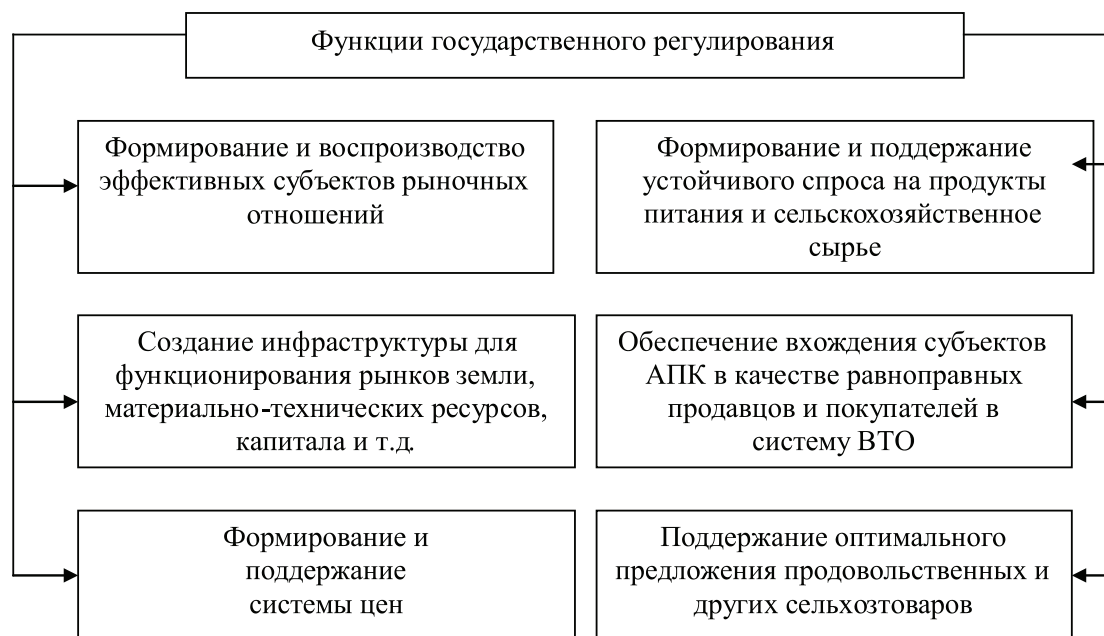 Функции государственного регулирования
Формирование и воспроизводство
эффективных субъектов рыночных
отношений
Формирование и поддержание
устойчивого спроса на продукты
питания и сельскохозяйственное
сырье
Создание инфраструктуры для
функционирования рынков земли,
материально-технических ресурсов,
капитала и т.д.
Обеспечение вхождения субъектов
АПК в качестве равноправных
продавцов и покупателей в
систему ВТО
Формирование и
поддержание
системы цен
Поддержание оптимального
предложения продовольственных и
других сельхозтоваров